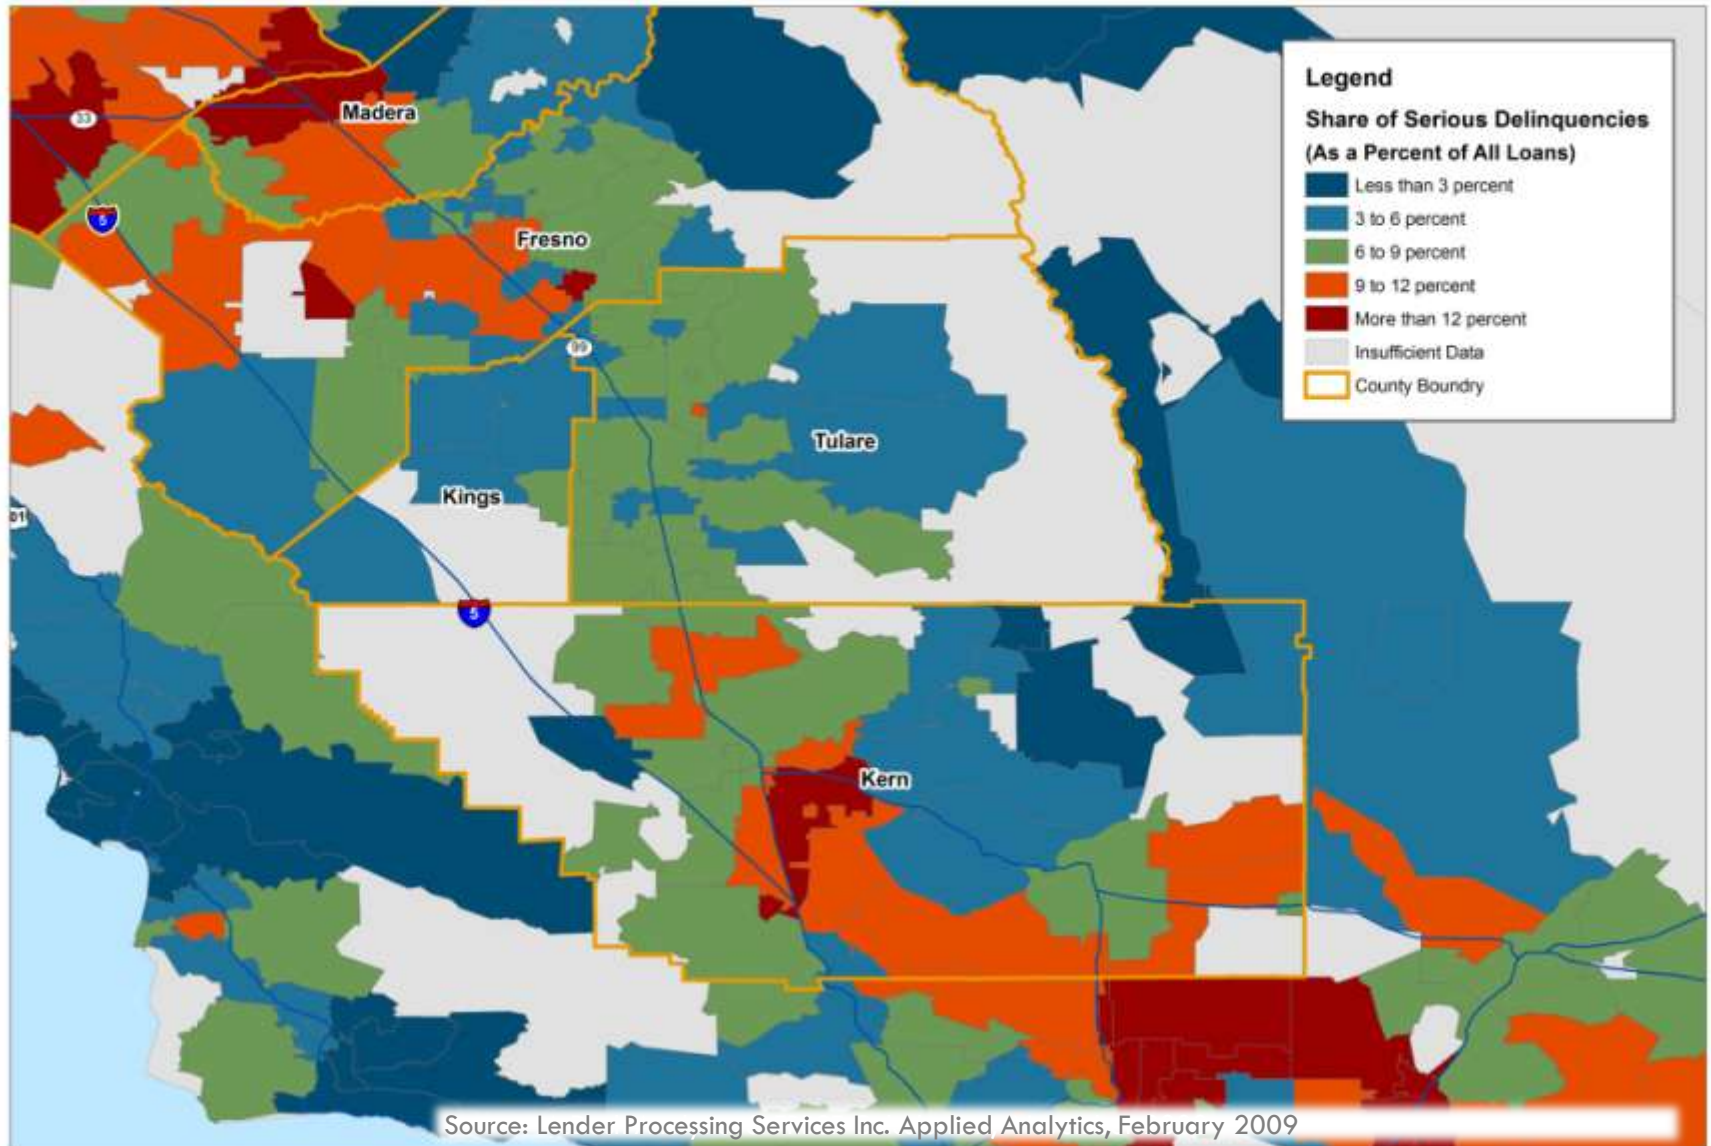 Legend
Share of Serious Delinquencies
(As a Percent of All Loans)
Less than 3 percent
3 to 6 percent
6 to 9 percent
9 to 12 percent
More than 12 percent
Insufficient Data
County Boundry
Madera
33
5
Fresno
99
Tulare
Kings
01
5
Kern
Source: Lender Processing Services Inc. Applied Analytics, February 2009